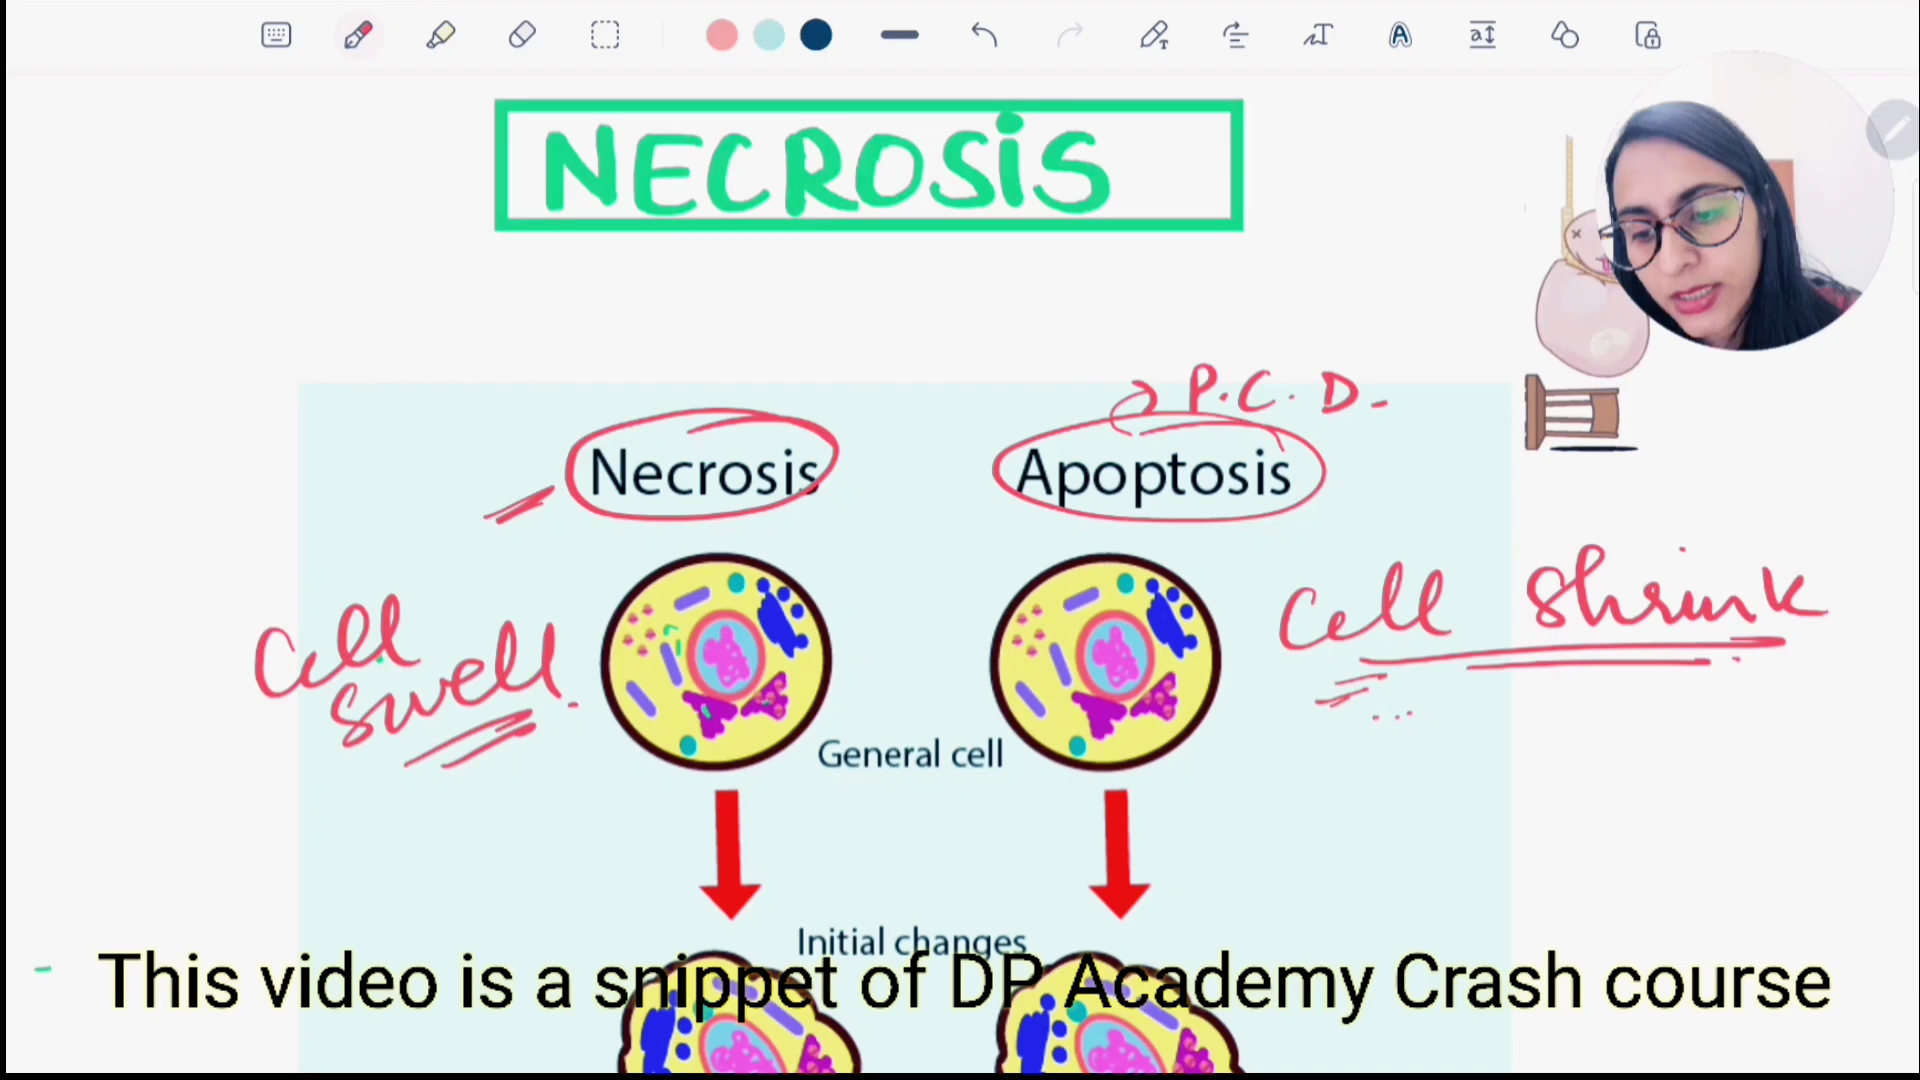 NECROSIS
P.C.D.
Necrosis
Apoptosis
Cell shrink
Cell
swell.
General cell
Initial changes
This video is a snippet of DP Academy Crash course